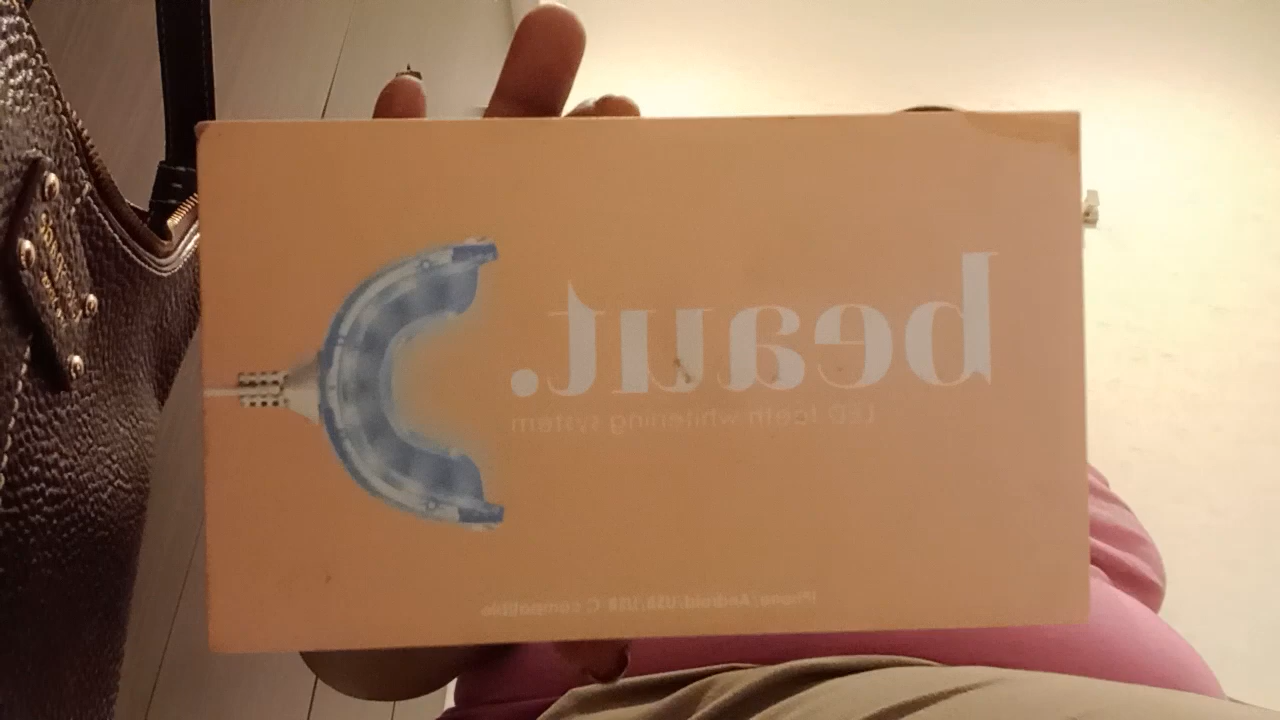 beaut.
LED teeth whitening system
iPhone/Android/USB/USB C compatible